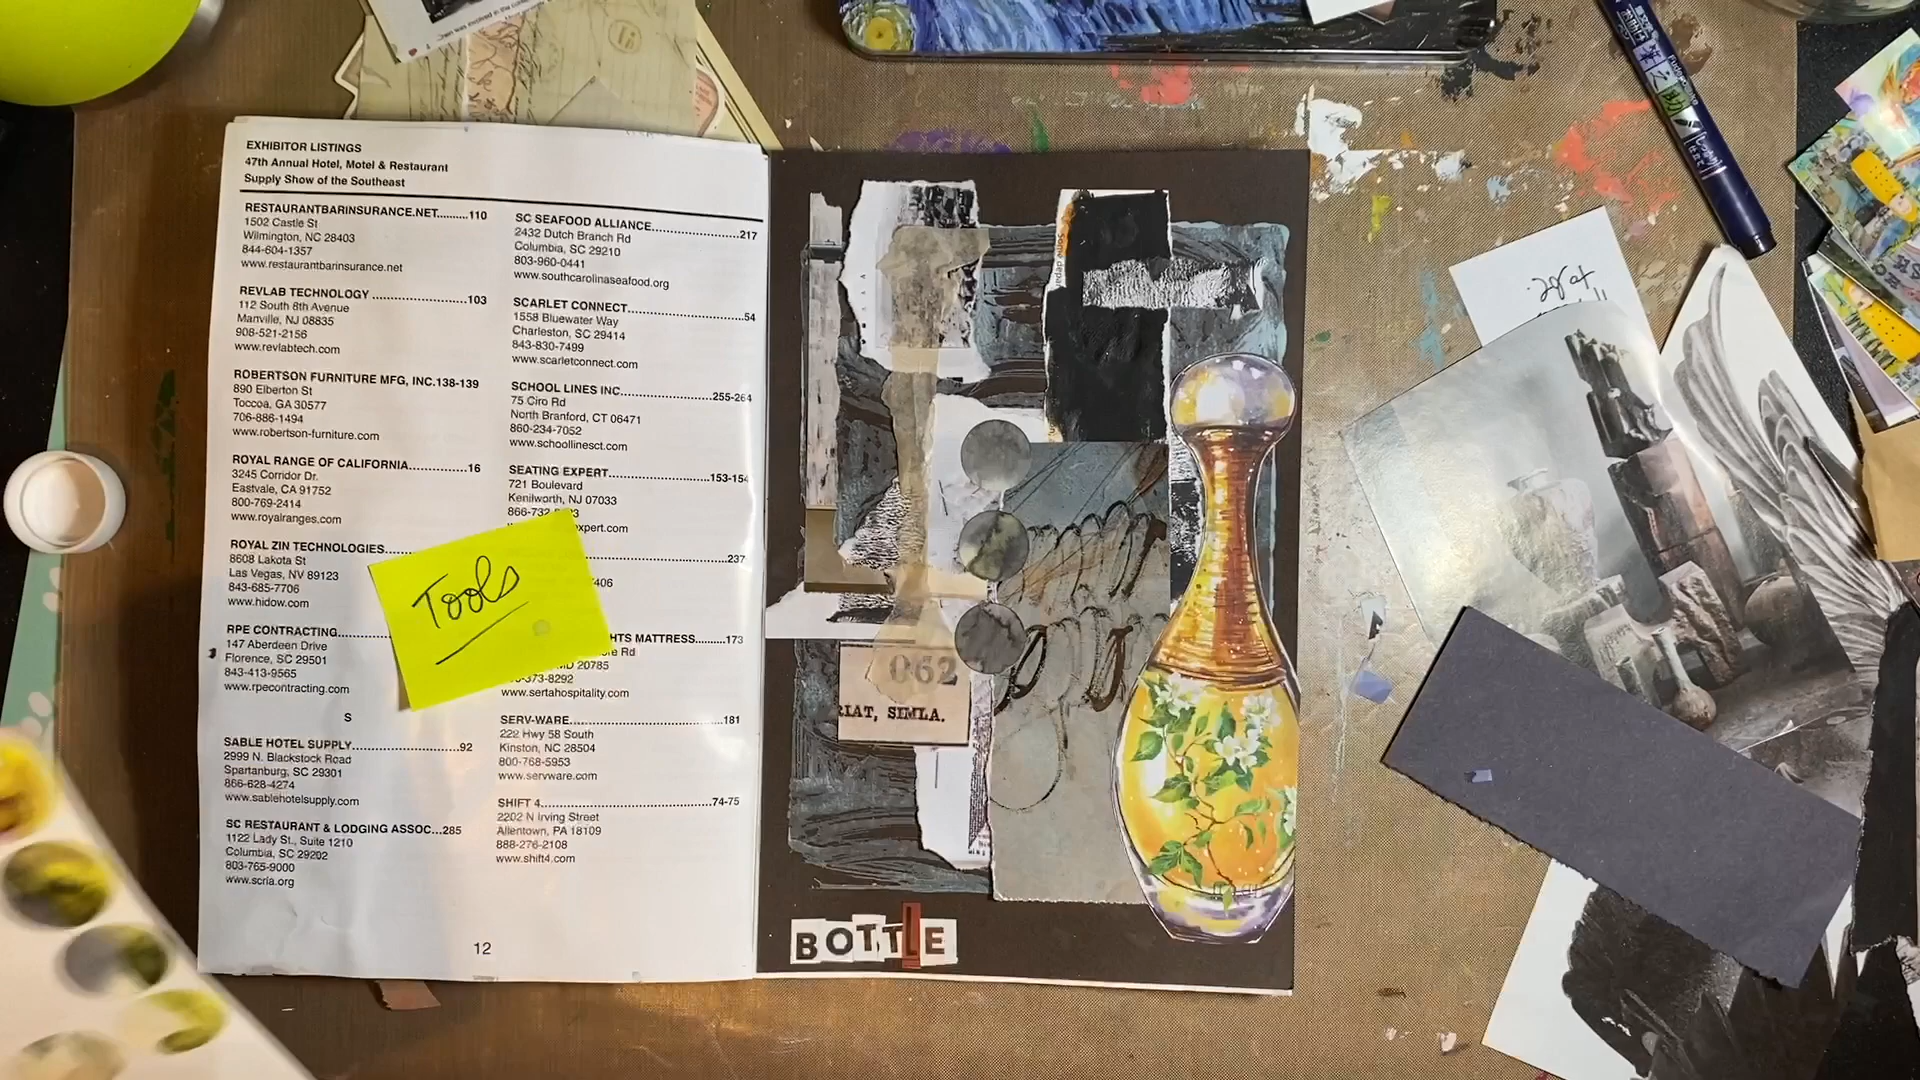 EXHIBITOR LISTINGS
47th Annual Hotel, Motel & Restaurant
Supply Show of the Southeast
RESTAURANTBARINSURANCE.NET..........110
1502 Castle St
Wilmington, NC 28403
844-604-1357
www.restaurantbarinsurance.net
REVLAB TECHNOLOGY ........................103
112 South 8th Avenue
Manville, NJ 08835
908-521-2156
www.revlabtech.com
ROBERTSON FURNITURE MFG, INC.138-139
890 Elberton St
Toccoa, GA 30577
706-886-1494
www.robertson-furniture.com
ROYAL RANGE OF CALIFORNIA...............16
3245 Corridor Dr.
Eastvale, CA 91752
800-769-2414
www.royalranges.com
ROYAL ZIN TECHNOLOGIES.......
8608 Lakota St
Las Vegas, NV 89123
843-685-7706
www.hidow.com
RPE CONTRACTING.............
147 Aberdeen Drive
Florence, SC 29501
843-413-9565
www.rpecontracting.com
S
SABLE HOTEL SUPPLY.........................92
2999 N. Blackstock Road
Spartanburg, SC 29301
866-628-4274
www.sablehotelsupply.com
SC RESTAURANT & LODGING ASSOC...285
1122 Lady St., Suite 1210
Columbia, SC 29202
803-765-9000
www.scrla.org
SC SEAFOOD ALLIANCE....................217
2432 Dutch Branch Rd
Columbia, SC 29210
803-960-0441
www.southcarolinaseafood.org
SCARLET CONNECT..........................54
1558 Bluewater Way
Charleston, SC 29414
843-830-7499
www.scarletconnect.com
SCHOOL LINES INC.....................255-264
75 Ciro Rd
North Branford, CT 06471
860-234-7052
www.schoollinesct.com
SEATING EXPERT.......................153-154
721 Boulevard
Kenilworth, NJ 07033
866-732
expert.com
237
406
HTS MATTRESS......173
re Rd
MD 20785
373-8292
www.sertahospitality.com
SERV-WARE.....................................181
222 Hwy 58 South
Kinston, NC 28504
800-768-5953
www.servware.com
SHIFT 4.........................................74-75
2202 N Irving Street
Allentown, PA 18109
888-276-2108
www.shift4.com
12
Tools
062
RIAT, SIMLA.
BOTTLE